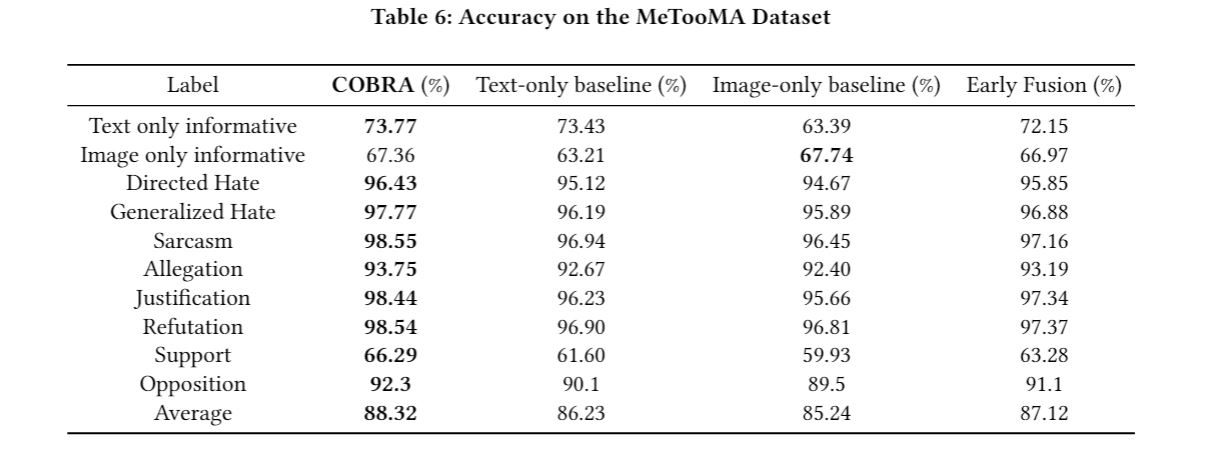 Table 6: Accuracy on the MeTooMA Dataset
Label COBRA (%) Text-only baseline (%) Image-only baseline (%) Early Fusion (%)
Text only informative 73.77 73.43 63.39 72.15
Image only informative 67.36 63.21 67.74 66.97
Directed Hate 96.43 95.12 94.67 95.85
Generalized Hate 97.77 96.19 95.89 96.88
Sarcasm 98.55 96.94 96.45 97.16
Allegation 93.75 92.67 92.40 93.19
Justification 98.44 96.23 95.66 97.34
Refutation 98.54 96.90 96.81 97.37
Support 66.29 61.60 59.93 63.28
Opposition 92.3 90.1 89.5 91.1
Average 88.32 86.23 85.24 87.12